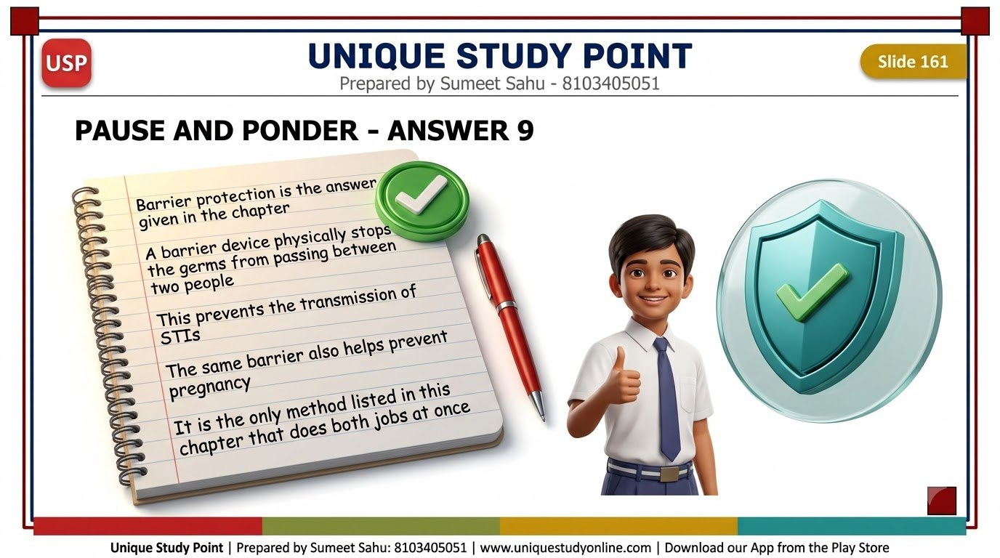 USP
UNIQUE STUDY POINT
Prepared by Sumeet Sahu - 8103405051
Slide 161
PAUSE AND PONDER - ANSWER 9
Barrier protection is the answer
given in the chapter
A barrier device physically stops
the germs from passing between
two people
This prevents the transmission of
STIs
The same barrier also helps prevent
pregnancy
It is the only method listed in this
chapter that does both jobs at once
Unique Study Point | Prepared by Sumeet Sahu: 8103405051 | www.uniquestudyonline.com | Download our App from the Play Store